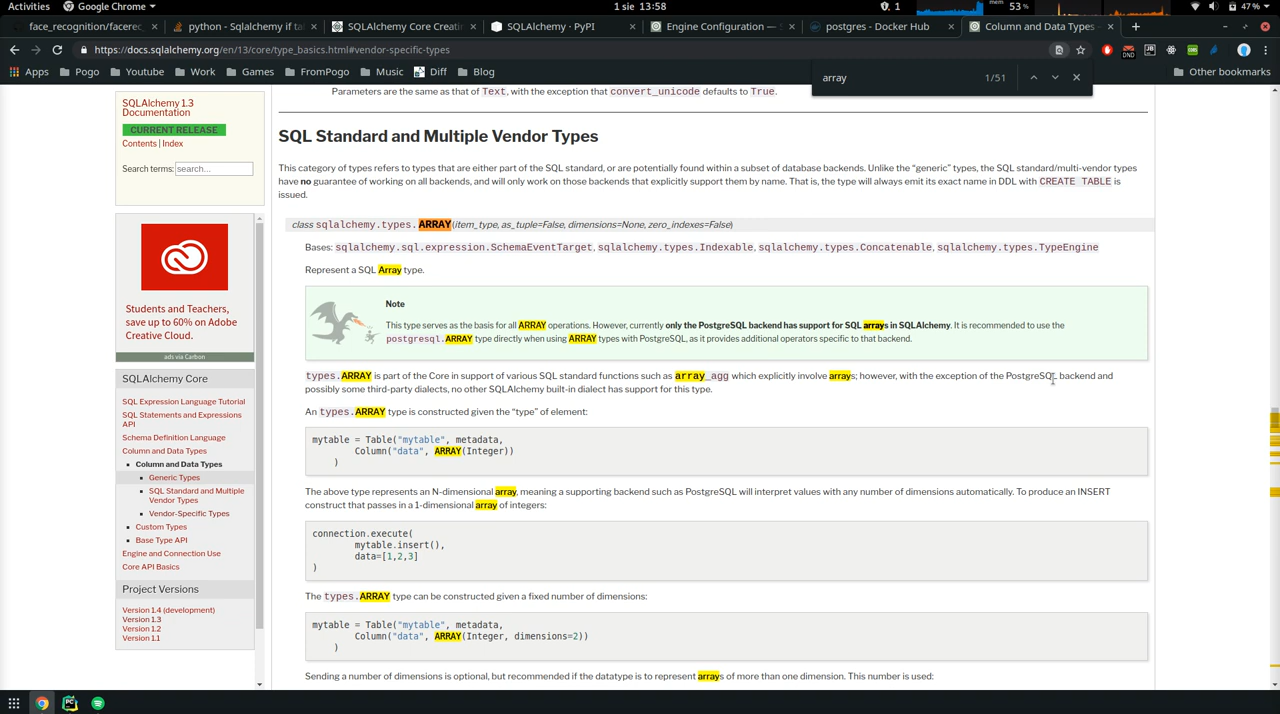 Activities Google Chrome 1 sie 13:58 1 mem 53 % 47 %
face_recognition/facerec python - Sqlalchemy if ta SQLAlchemy Core Creati SQLAlchemy · PyPI Engine Configuration — S postgres - Docker Hub Column and Data Types -
https://docs.sqlalchemy.org/en/13/core/type_basics.html#vendor-specific-types
Apps Pogo Youtube Work Games FromPogo Music Diff Blog Other bookmarks
array 1/51
Parameters are the same as that of Text, with the exception that convert_unicode defaults to True.
SQLAlchemy 1.3
Documentation
CURRENT RELEASE
Contents | Index
Search terms: search...
Students and Teachers,
save up to 60% on Adobe
Creative Cloud.
ads via Carbon
SQLAlchemy Core
SQL Expression Language Tutorial
SQL Statements and Expressions
API
Schema Definition Language
Column and Data Types
Column and Data Types
Generic Types
SQL Standard and Multiple
Vendor Types
Vendor-Specific Types
Custom Types
Base Type API
Engine and Connection Use
Core API Basics
Project Versions
Version 1.4 (development)
Version 1.3
Version 1.2
Version 1.1
SQL Standard and Multiple Vendor Types
This category of types refers to types that are either part of the SQL standard, or are potentially found within a subset of database backends. Unlike the “generic” types, the SQL standard/multi-vendor types
have no guarantee of working on all backends, and will only work on those backends that explicitly support them by name. That is, the type will always emit its exact name in DDL with CREATE TABLE is
issued.
class sqlalchemy.types.ARRAY(item_type, as_tuple=False, dimensions=None, zero_indexes=False)
Bases: sqlalchemy.sql.expression.SchemaEventTarget, sqlalchemy.types.Indexable, sqlalchemy.types.Concatenable, sqlalchemy.types.TypeEngine
Represent a SQL Array type.
Note
This type serves as the basis for all ARRAY operations. However, currently only the PostgreSQL backend has support for SQL arrays in SQLAlchemy. It is recommended to use the
postgresql.ARRAY type directly when using ARRAY types with PostgreSQL, as it provides additional operators specific to that backend.
types.ARRAY is part of the Core in support of various SQL standard functions such as array_agg which explicitly involve arrays; however, with the exception of the PostgreSQL backend and
possibly some third-party dialects, no other SQLAlchemy built-in dialect has support for this type.
An types.ARRAY type is constructed given the “type” of element:
mytable = Table("mytable", metadata,
Column("data", ARRAY(Integer))
)
The above type represents an N-dimensional array, meaning a supporting backend such as PostgreSQL will interpret values with any number of dimensions automatically. To produce an INSERT
construct that passes in a 1-dimensional array of integers:
connection.execute(
mytable.insert(),
data=[1,2,3]
)
The types.ARRAY type can be constructed given a fixed number of dimensions:
mytable = Table("mytable", metadata,
Column("data", ARRAY(Integer, dimensions=2))
)
Sending a number of dimensions is optional, but recommended if the datatype is to represent arrays of more than one dimension. This number is used: